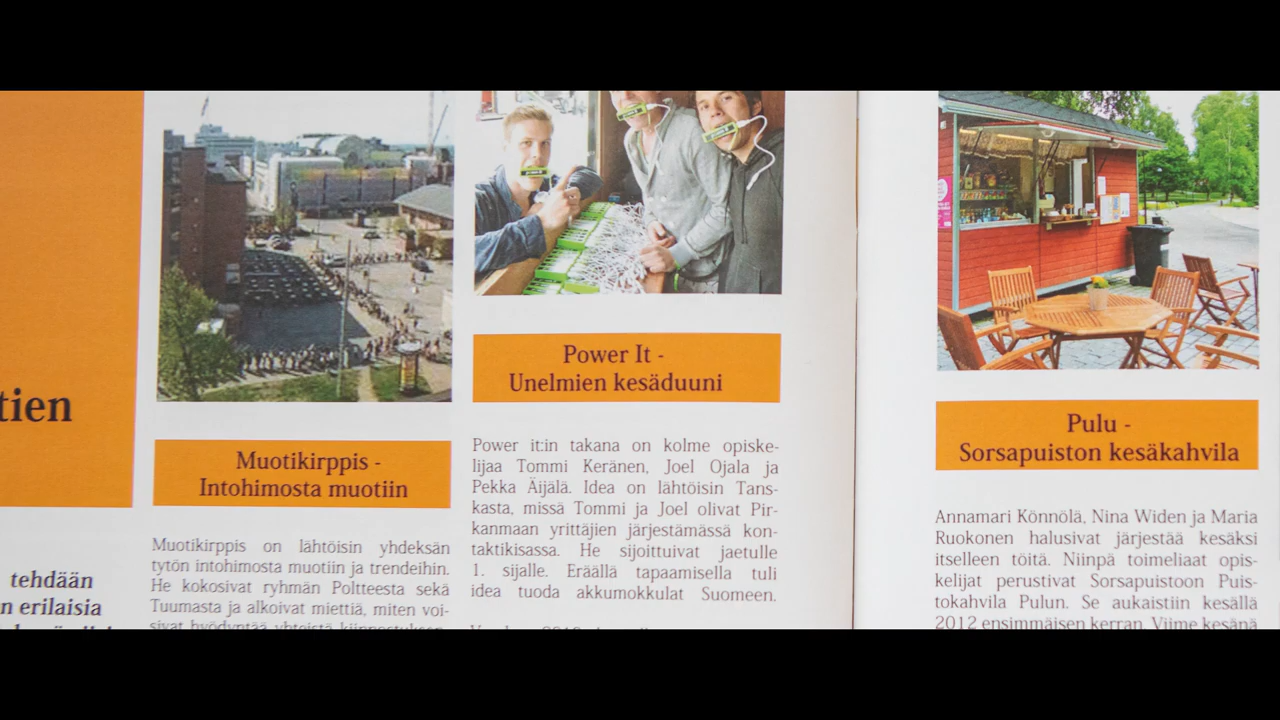 tien
tehdään
n erilaisia
Muotikirppis -
Intohimosta muotiin
Muotikirppis on lähtöisin yhdeksän
tytön intohimosta muotiin ja trendeihin.
He kokosivat ryhmän Poltteesta sekä
Tuumasta ja alkoivat miettiä, miten voi-
sivat hyödyntää yhteistä kiinnostuksen-
Power It -
Unelmien kesäduuni
Power it:in takana on kolme opiske-
lijaa Tommi Keränen, Joel Ojala ja
Pekka Äijälä. Idea on lähtöisin Tans-
kasta, missä Tommi ja Joel olivat Pir-
kanmaan yrittäjien järjestämässä kon-
taktikisassa. He sijoittuivat jaetulle
1. sijalle. Eräällä tapaamisella tuli
idea tuoda akkumokkulat Suomeen.
Pulu -
Sorsapuiston kesäkahvila
Annamari Könnölä, Nina Widen ja Maria
Ruokonen halusivat järjestää kesäksi
itselleen töitä. Niinpä toimeliaat opis-
kelijat perustivat Sorsapuistoon Puis-
tokahvila Pulun. Se aukaistiin kesällä
2012 ensimmäisen kerran. Viime kesänä